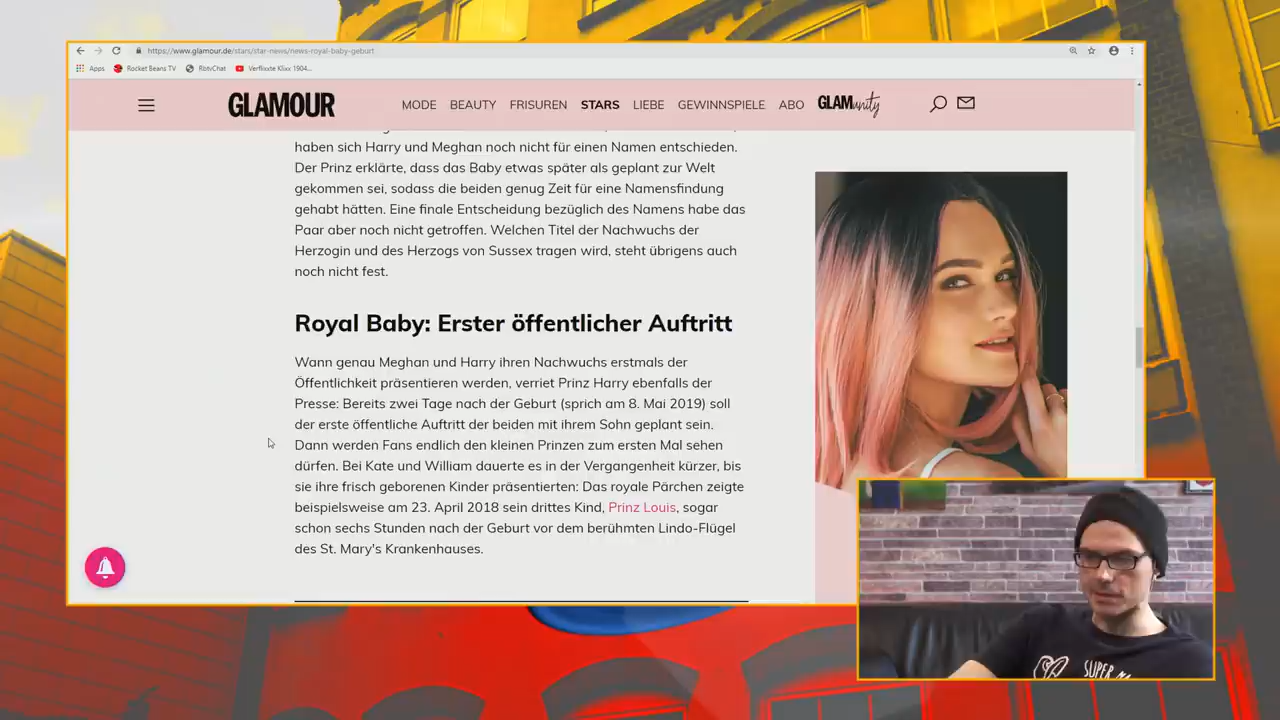 https://www.glamour.de/stars/star-news/news-royal-baby-geburt
Apps Rocket Beans TV RbtvChat Verflixxte Klixx 1904...
GLAMOUR MODE BEAUTY FRISUREN STARS LIEBE GEWINNSPIELE ABO GLAMunity
haben sich Harry und Meghan noch nicht für einen Namen entschieden.
Der Prinz erklärte, dass das Baby etwas später als geplant zur Welt
gekommen sei, sodass die beiden genug Zeit für eine Namensfindung
gehabt hätten. Eine finale Entscheidung bezüglich des Namens habe das
Paar aber noch nicht getroffen. Welchen Titel der Nachwuchs der
Herzogin und des Herzogs von Sussex tragen wird, steht übrigens auch
noch nicht fest.
Royal Baby: Erster öffentlicher Auftritt
Wann genau Meghan und Harry ihren Nachwuchs erstmals der
Öffentlichkeit präsentieren werden, verriet Prinz Harry ebenfalls der
Presse: Bereits zwei Tage nach der Geburt (sprich am 8. Mai 2019) soll
der erste öffentliche Auftritt der beiden mit ihrem Sohn geplant sein.
Dann werden Fans endlich den kleinen Prinzen zum ersten Mal sehen
dürfen. Bei Kate und William dauerte es in der Vergangenheit kürzer, bis
sie ihre frisch geborenen Kinder präsentierten: Das royale Pärchen zeigte
beispielsweise am 23. April 2018 sein drittes Kind, Prinz Louis, sogar
schon sechs Stunden nach der Geburt vor dem berühmten Lindo-Flügel
des St. Mary's Krankenhauses.
SUPER